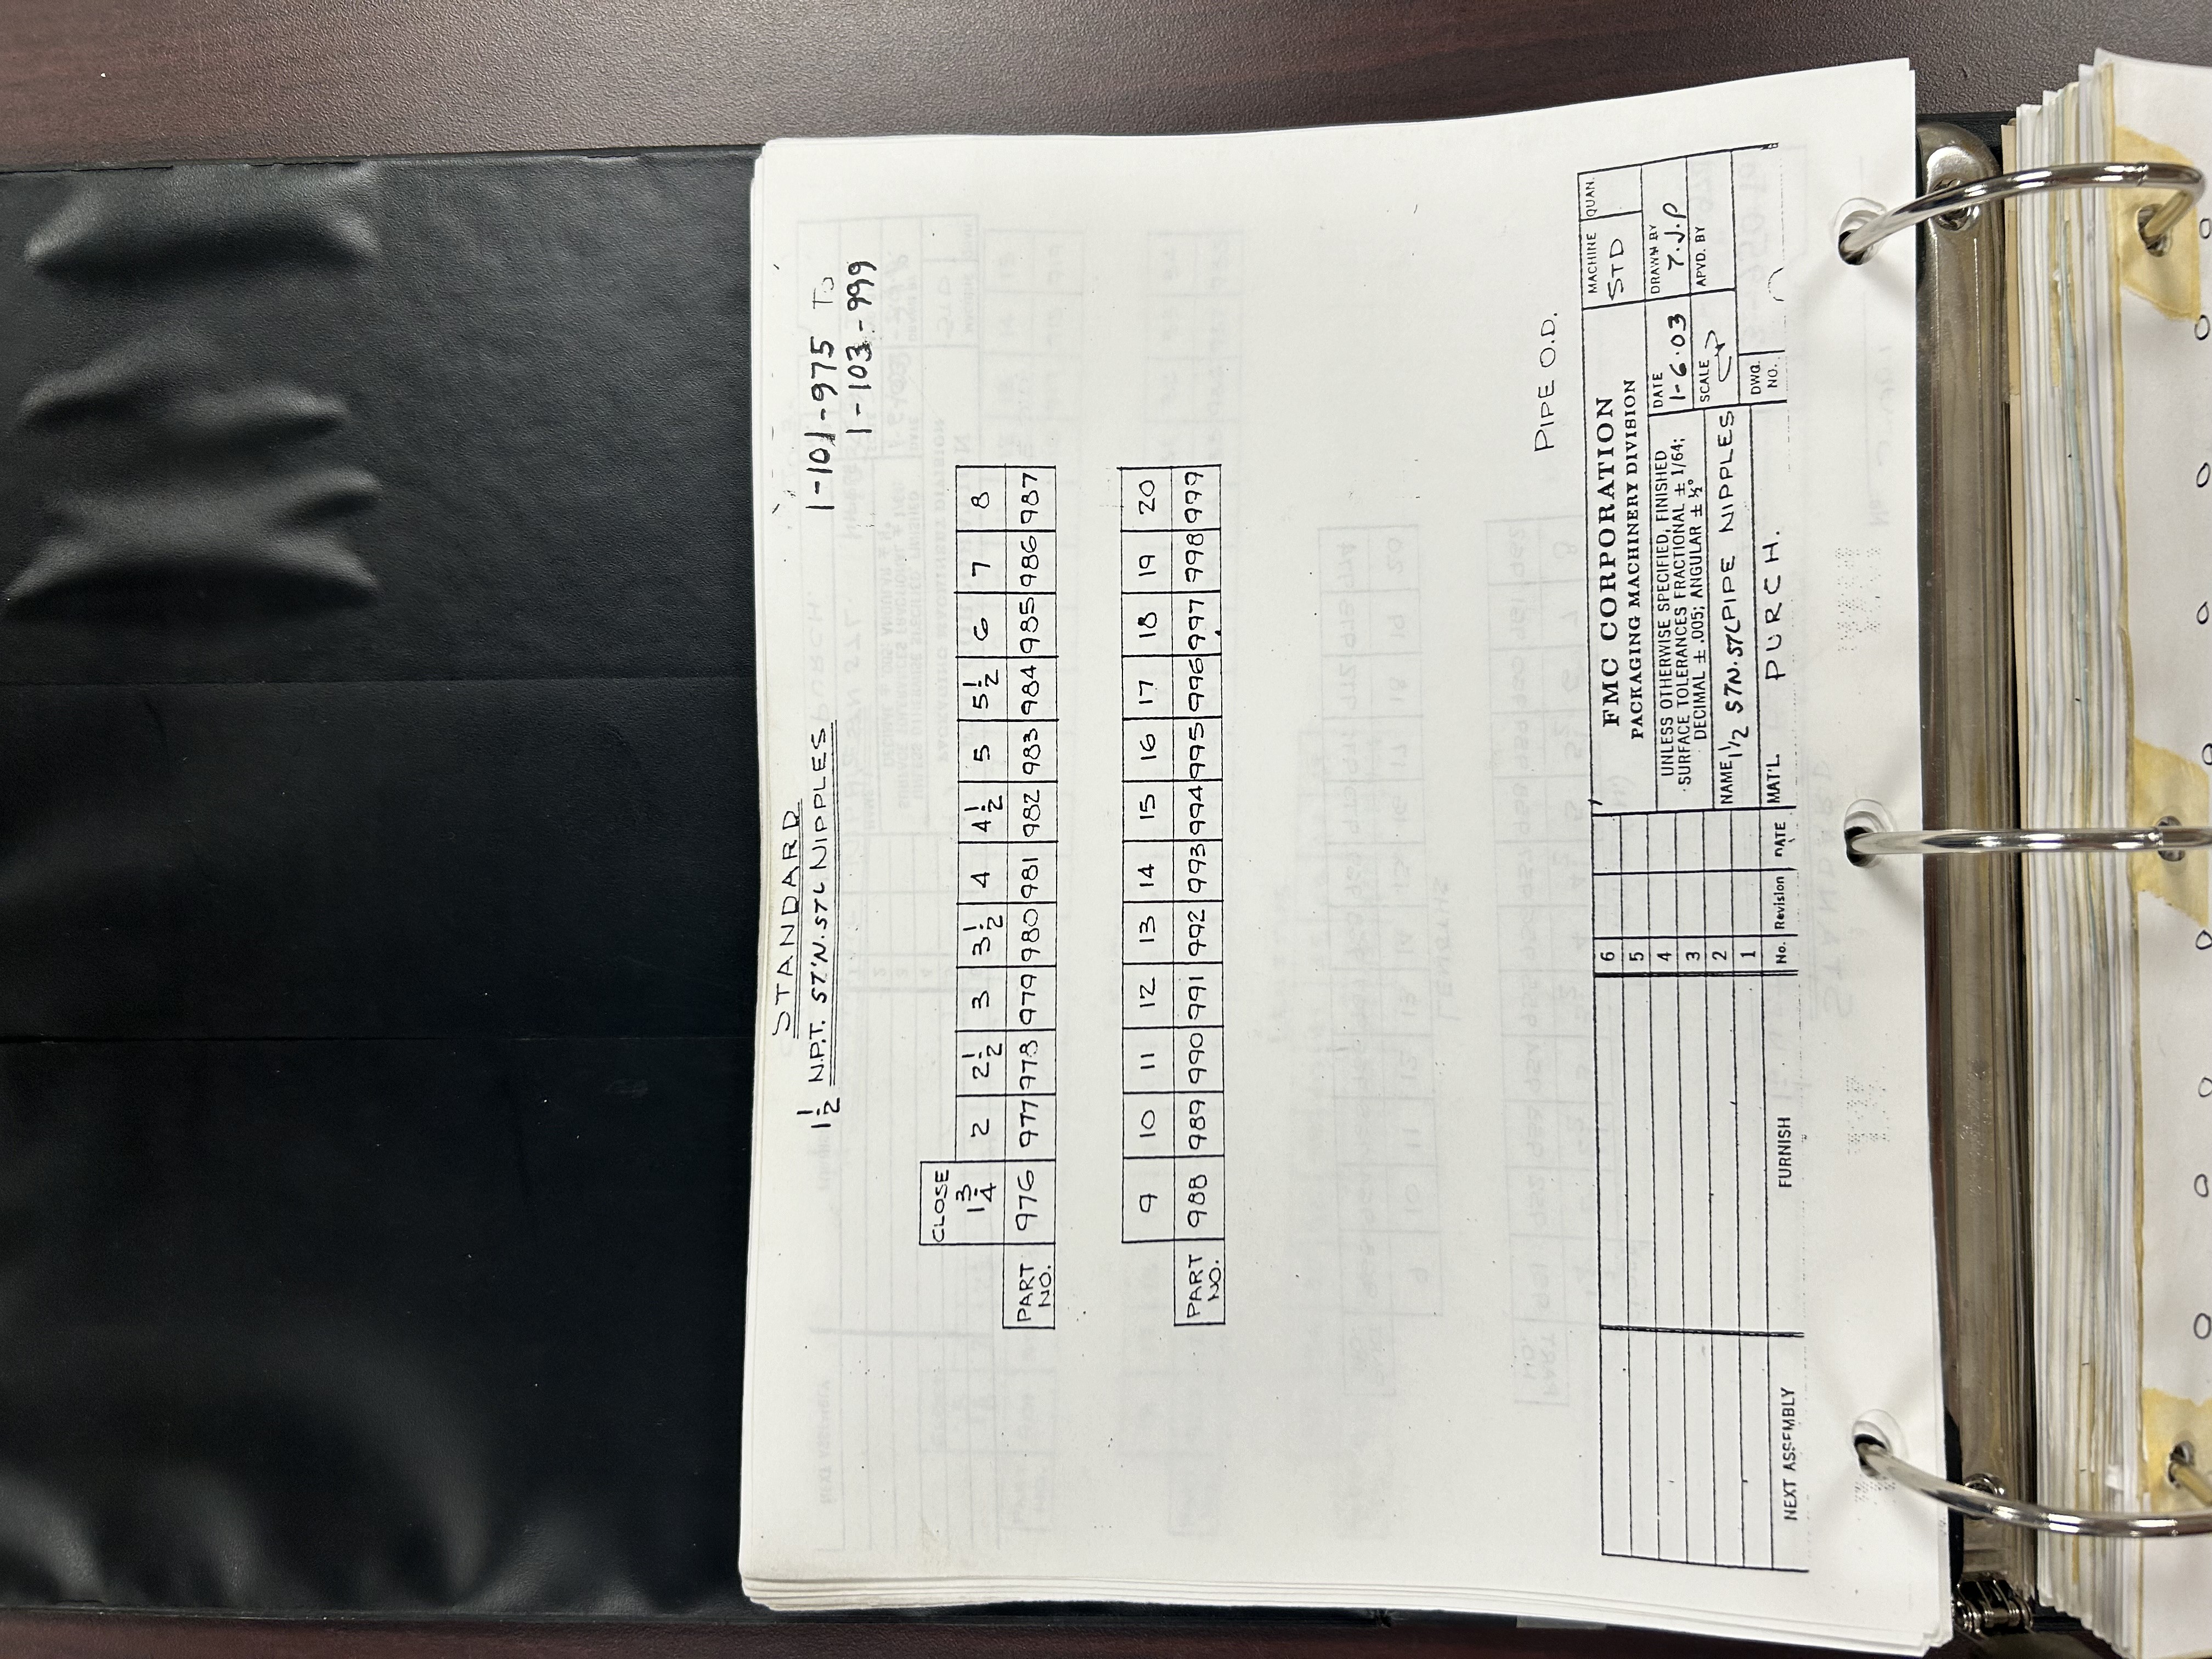 STANDARD
1 1/2 N.P.T. ST'N. STL NIPPLES
1-101-975 To
1-103-999
CLOSE
1 3/4 2 2 1/2 3 3 1/2 4 4 1/2 5 5 1/2 6 7 8
PART NO. 976 977 978 979 980 981 982 983 984 985 986 987
9 10 11 12 13 14 15 16 17 18 19 20
PART NO. 988 989 990 991 992 993 994 995 996 997 998 999
PIPE O.D.
6
5
4
3
2
1
NEXT ASSEMBLY FURNISH No. Revision DATE
FMC CORPORATION
PACKAGING MACHINERY DIVISION
UNLESS OTHERWISE SPECIFIED, FINISHED
SURFACE TOLERANCES FRACTIONAL ± 1/64;
DECIMAL ± .005; ANGULAR ± ½°
NAME 1 1/2 STN. STL PIPE NIPPLES
MAT'L. PURCH.
MACHINE
STD
QUAN.
DATE
1-6-03
DRAWN BY
T.J.P
SCALE
APVD. BY
DWG. NO.